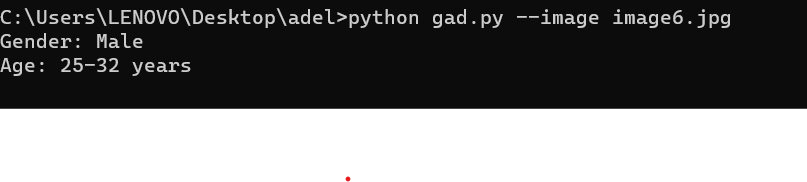 C:\Users\LENOVO\Desktop\adel>python gad.py --image image6.jpg
Gender: Male
Age: 25-32 years